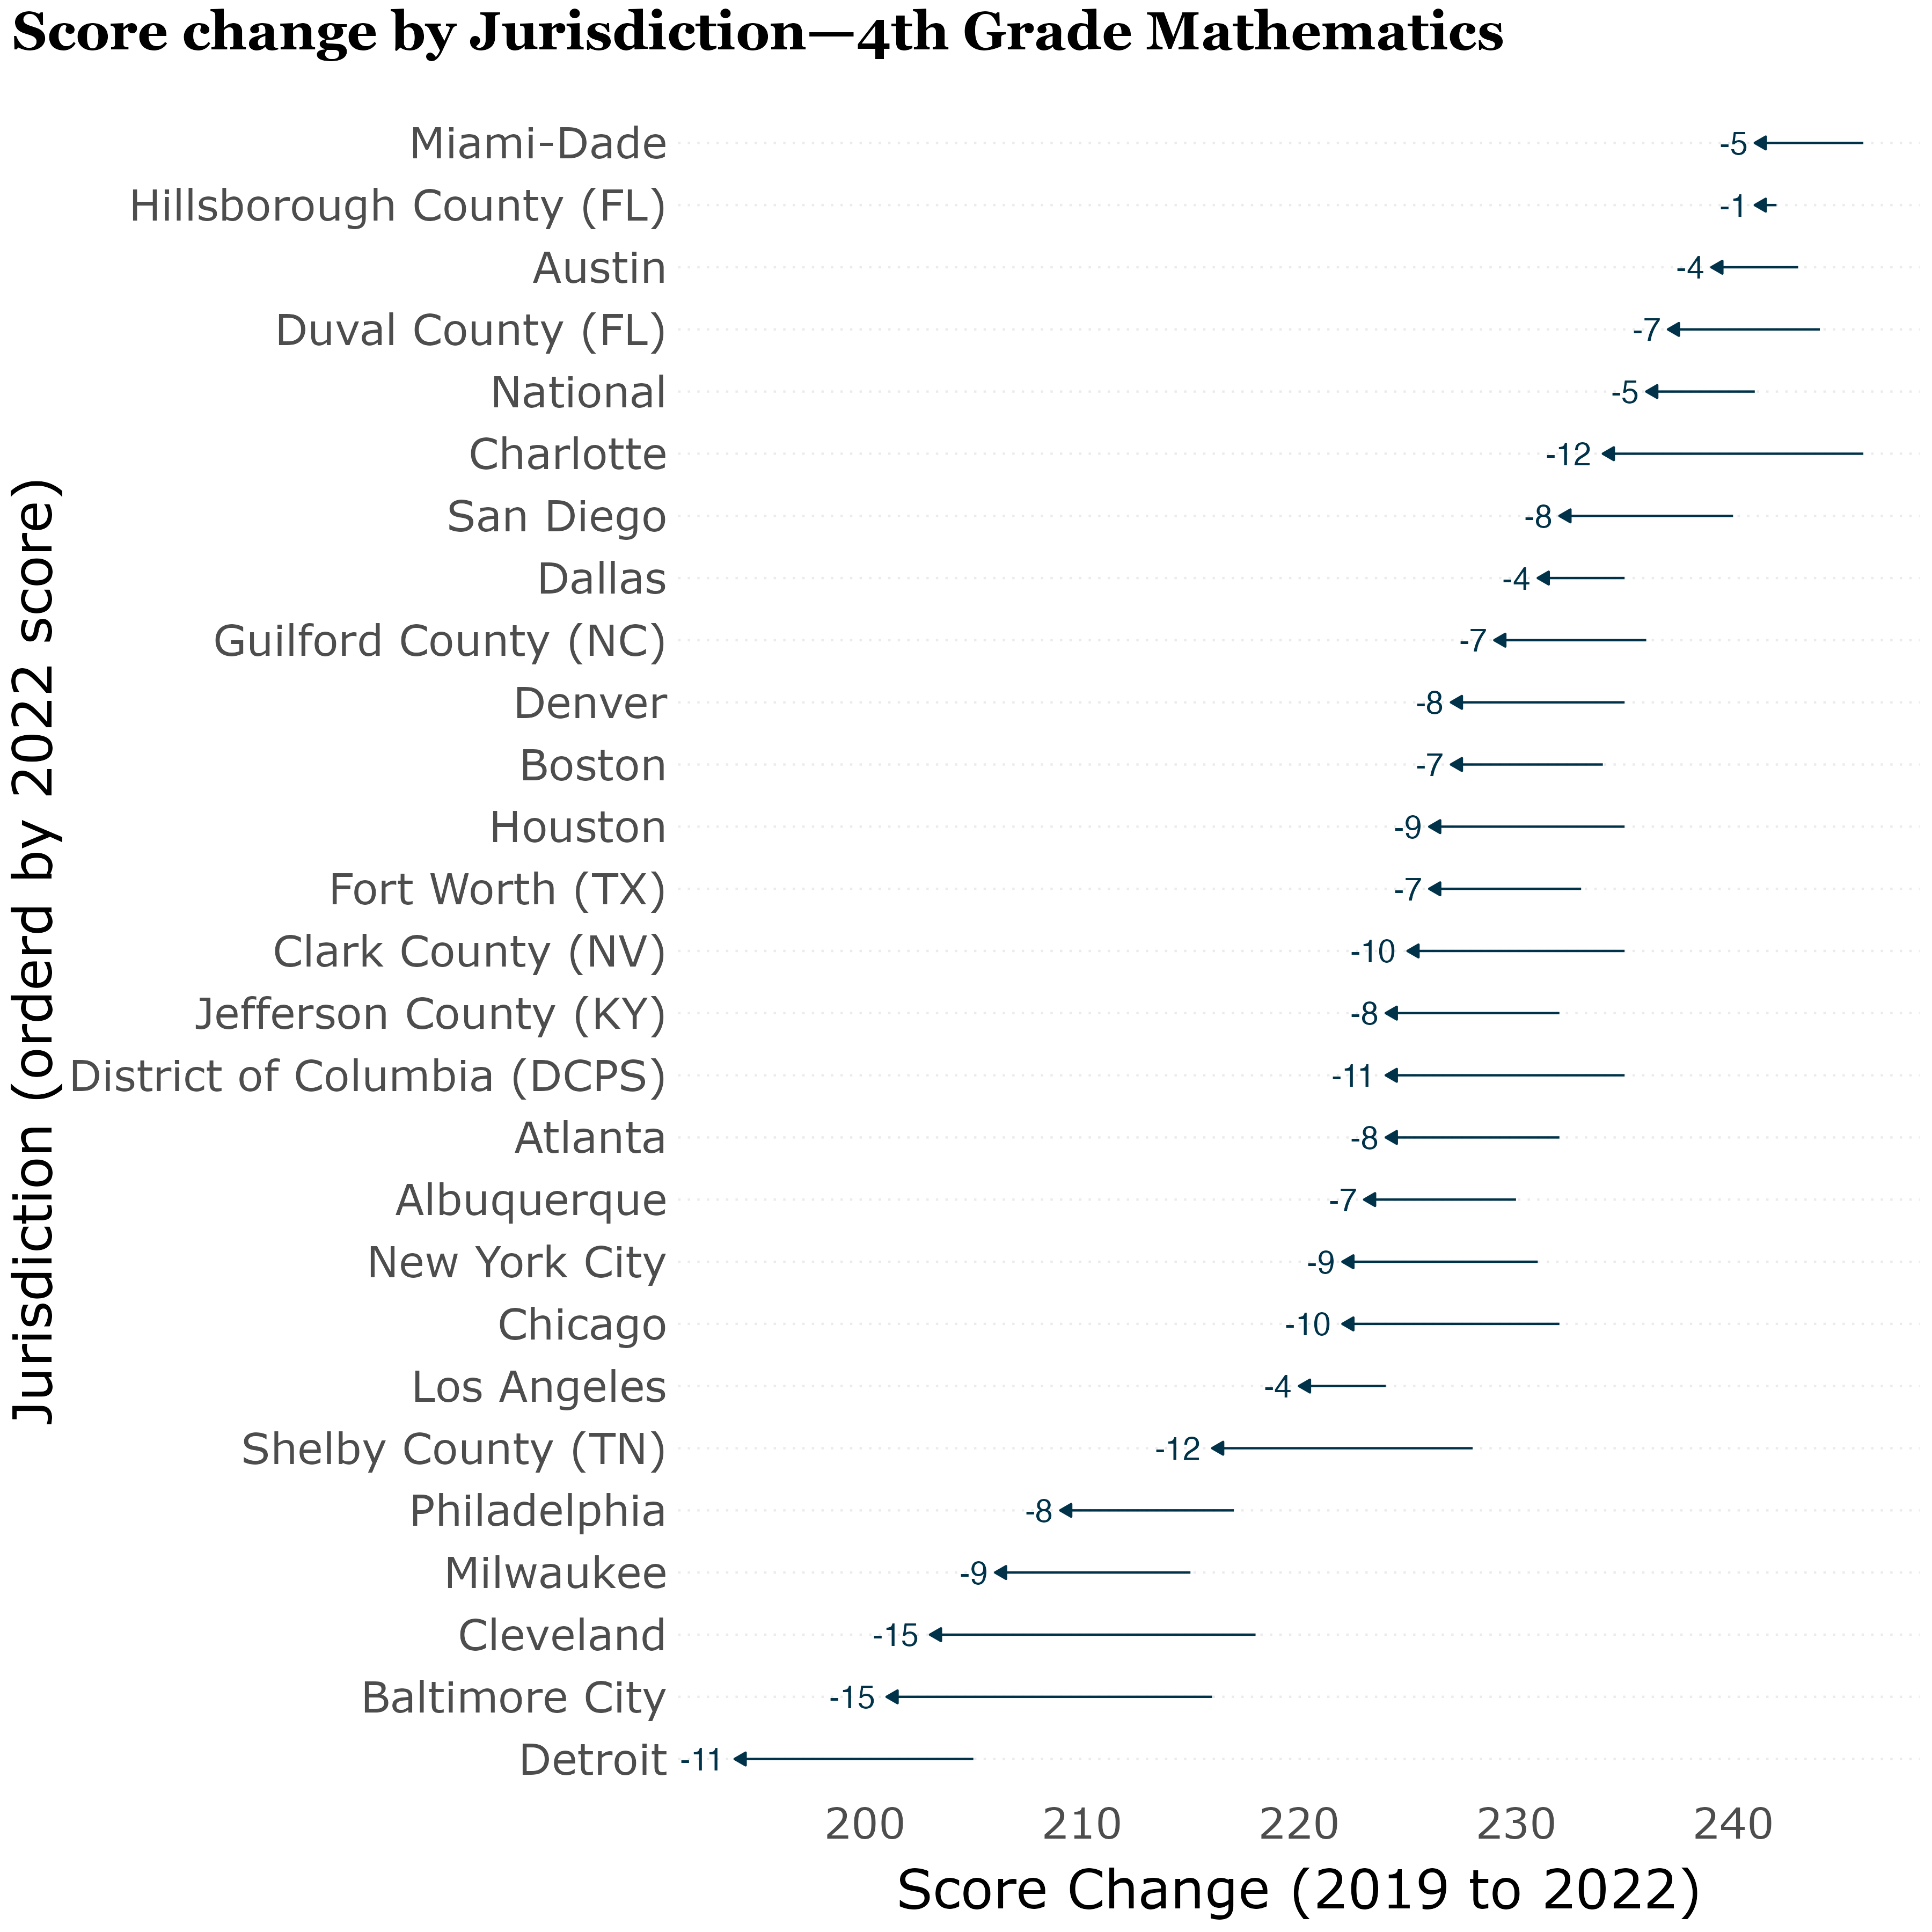 Score change by Jurisdiction—4th Grade Mathematics
Jurisdiction (orderd by 2022 score)
Miami-Dade -5
Hillsborough County (FL) -1
Austin -4
Duval County (FL) -7
National -5
Charlotte -12
San Diego -8
Dallas -4
Guilford County (NC) -7
Denver -8
Boston -7
Houston -9
Fort Worth (TX) -7
Clark County (NV) -10
Jefferson County (KY) -8
District of Columbia (DCPS) -11
Atlanta -8
Albuquerque -7
New York City -9
Chicago -10
Los Angeles -4
Shelby County (TN) -12
Philadelphia -8
Milwaukee -9
Cleveland -15
Baltimore City -15
Detroit -11
200 210 220 230 240
Score Change (2019 to 2022)